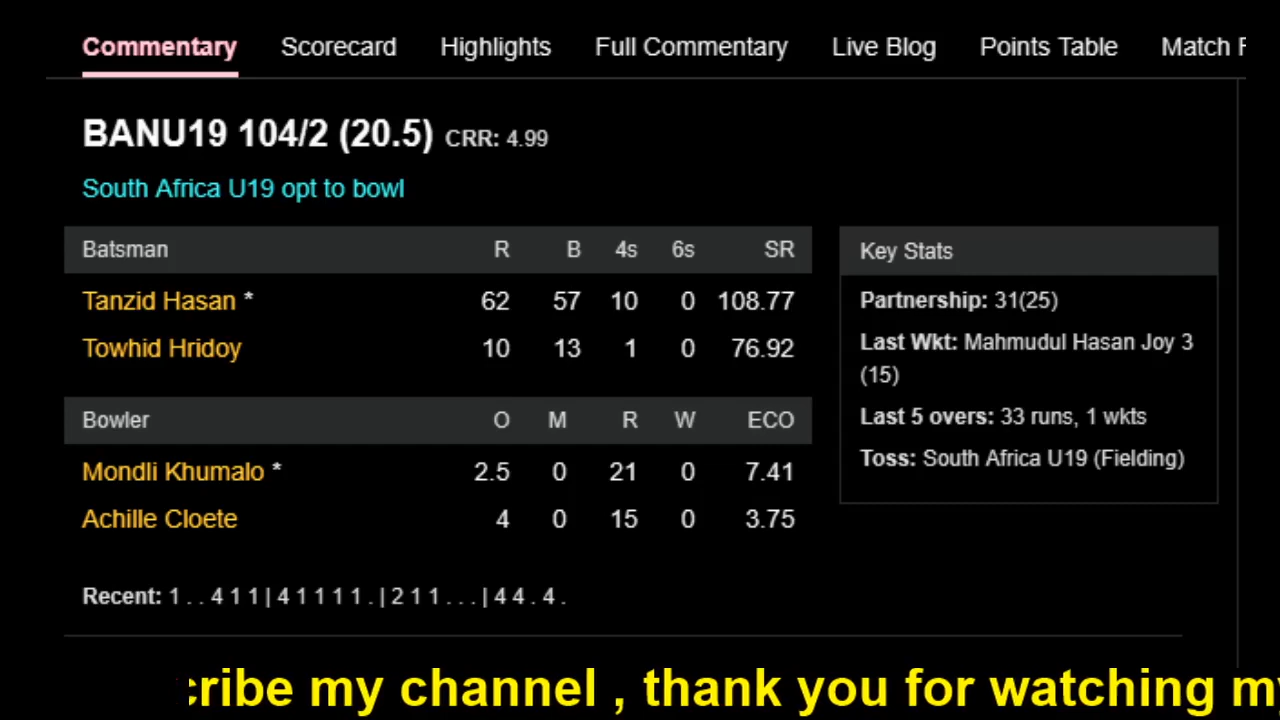 Commentary Scorecard Highlights Full Commentary Live Blog Points Table Match
BANU19 104/2 (20.5) CRR: 4.99
South Africa U19 opt to bowl
Batsman R B 4s 6s SR
Tanzid Hasan * 62 57 10 0 108.77
Towhid Hridoy 10 13 1 0 76.92
Bowler O M R W ECO
Mondli Khumalo * 2.5 0 21 0 7.41
Achille Cloete 4 0 15 0 3.75
Key Stats
Partnership: 31(25)
Last Wkt: Mahmudul Hasan Joy 3
(15)
Last 5 overs: 33 runs, 1 wkts
Toss: South Africa U19 (Fielding)
Recent: 1 . . 4 1 1 | 4 1 1 1 1 . | 2 1 1 . . . | 4 4 . 4 .
cribe my channel , thank you for watching my